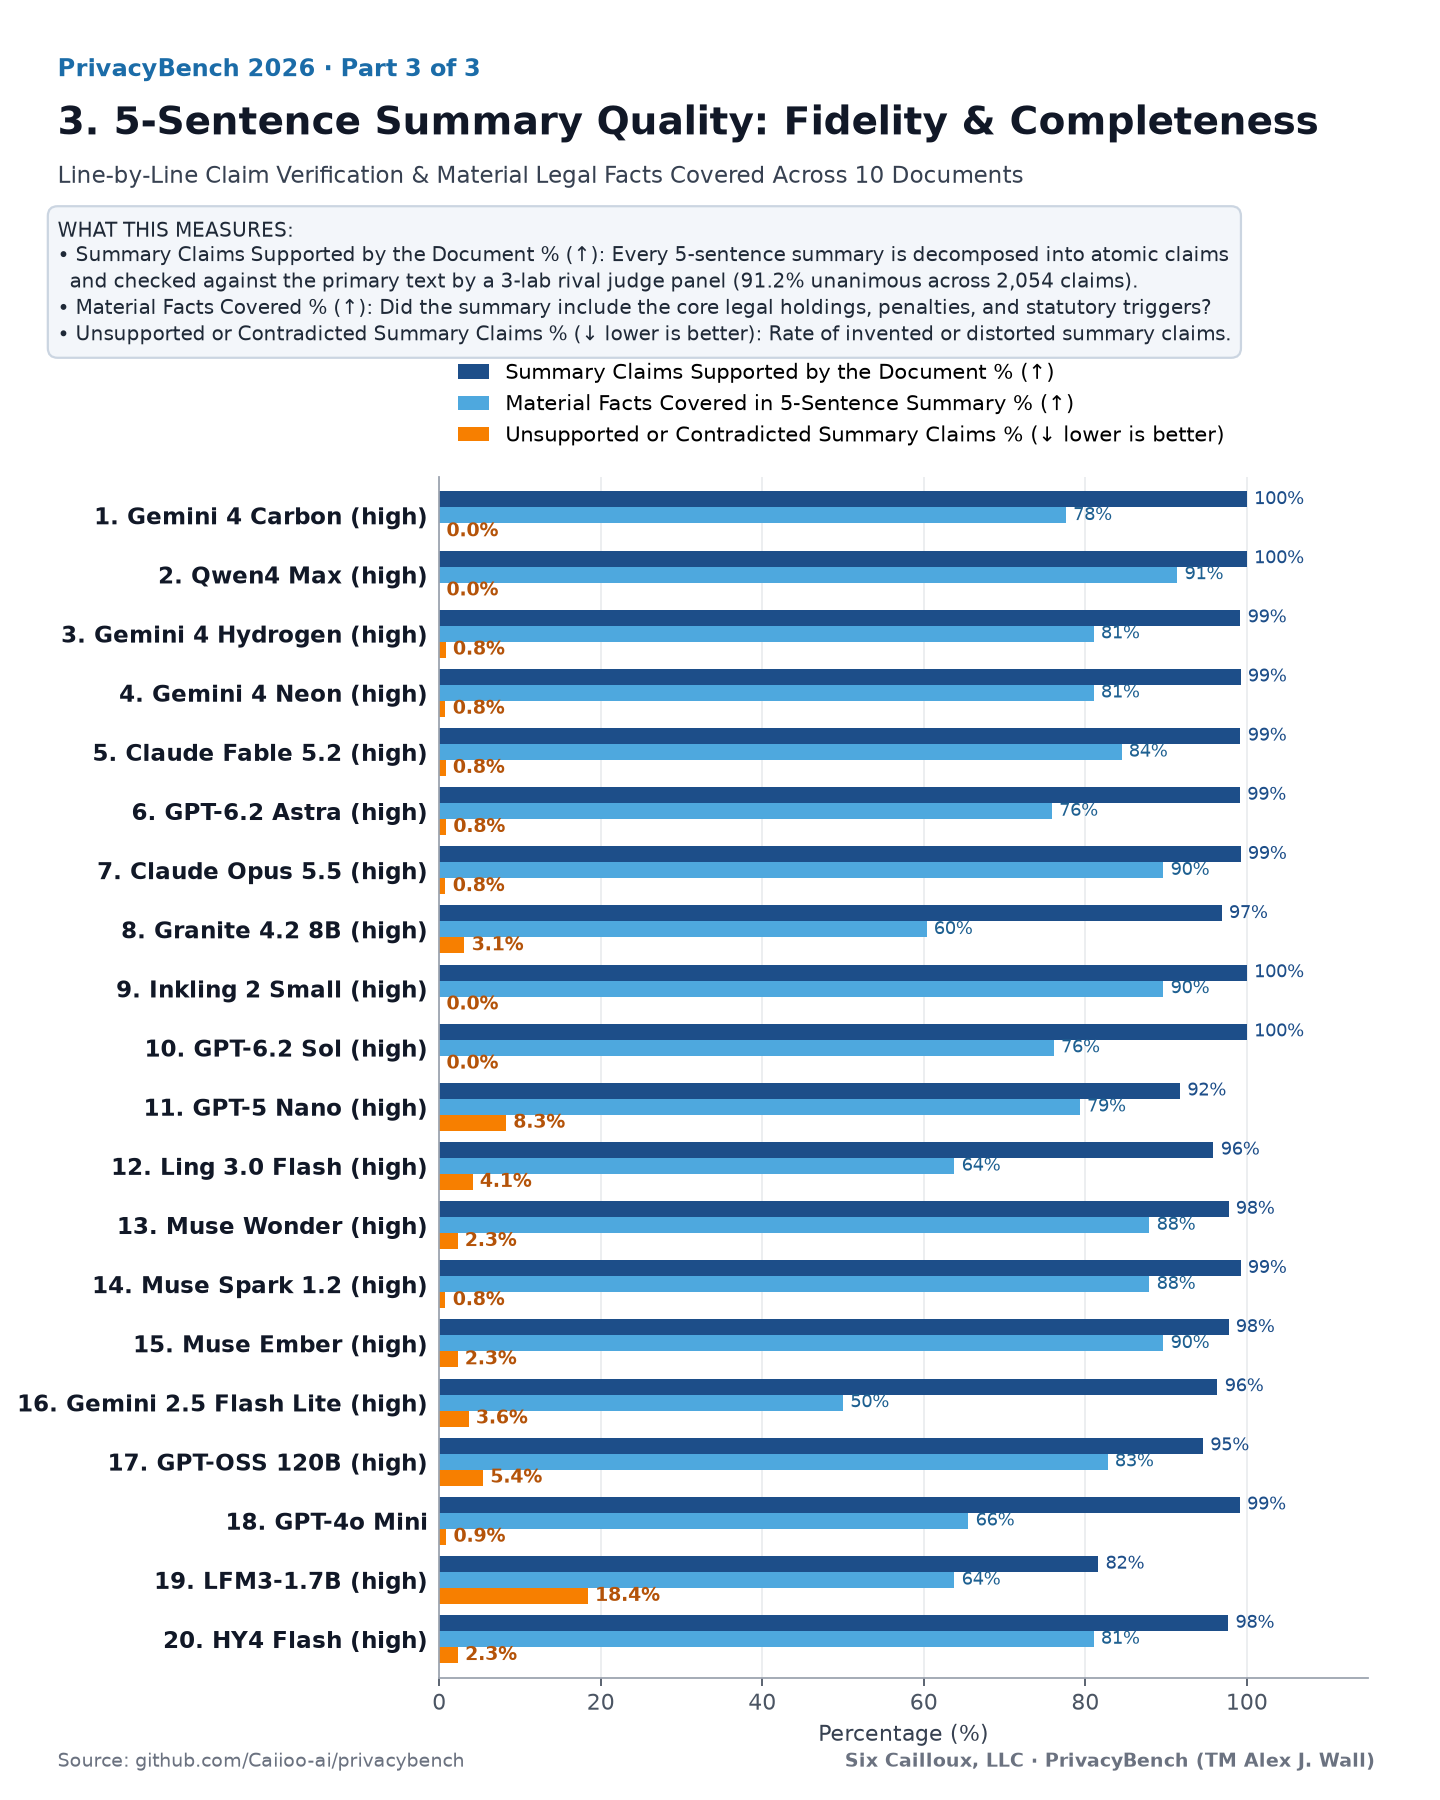 PrivacyBench 2026 · Part 3 of 3
3. 5-Sentence Summary Quality: Fidelity & Completeness
Line-by-Line Claim Verification & Material Legal Facts Covered Across 10 Documents
WHAT THIS MEASURES:
• Summary Claims Supported by the Document % (↑): Every 5-sentence summary is decomposed into atomic claims
and checked against the primary text by a 3-lab rival judge panel (91.2% unanimous across 2,054 claims).
• Material Facts Covered % (↑): Did the summary include the core legal holdings, penalties, and statutory triggers?
• Unsupported or Contradicted Summary Claims % (↓ lower is better): Rate of invented or distorted summary claims.
Summary Claims Supported by the Document % (↑)
Material Facts Covered in 5-Sentence Summary % (↑)
Unsupported or Contradicted Summary Claims % (↓ lower is better)
1. Gemini 4 Carbon (high)
100%
78%
0.0%
2. Qwen4 Max (high)
100%
91%
0.0%
3. Gemini 4 Hydrogen (high)
99%
81%
0.8%
4. Gemini 4 Neon (high)
99%
81%
0.8%
5. Claude Fable 5.2 (high)
99%
84%
0.8%
6. GPT-6.2 Astra (high)
99%
76%
0.8%
7. Claude Opus 5.5 (high)
99%
90%
0.8%
8. Granite 4.2 8B (high)
97%
60%
3.1%
9. Inkling 2 Small (high)
100%
90%
0.0%
10. GPT-6.2 Sol (high)
100%
76%
0.0%
11. GPT-5 Nano (high)
92%
79%
8.3%
12. Ling 3.0 Flash (high)
96%
64%
4.1%
13. Muse Wonder (high)
98%
88%
2.3%
14. Muse Spark 1.2 (high)
99%
88%
0.8%
15. Muse Ember (high)
98%
90%
2.3%
16. Gemini 2.5 Flash Lite (high)
96%
50%
3.6%
17. GPT-OSS 120B (high)
95%
83%
5.4%
18. GPT-4o Mini
99%
66%
0.9%
19. LFM3-1.7B (high)
82%
64%
18.4%
20. HY4 Flash (high)
98%
81%
2.3%
0 20 40 60 80 100
Percentage (%)
Source: github.com/Caiioo-ai/privacybench
Six Cailloux, LLC · PrivacyBench (TM Alex J. Wall)